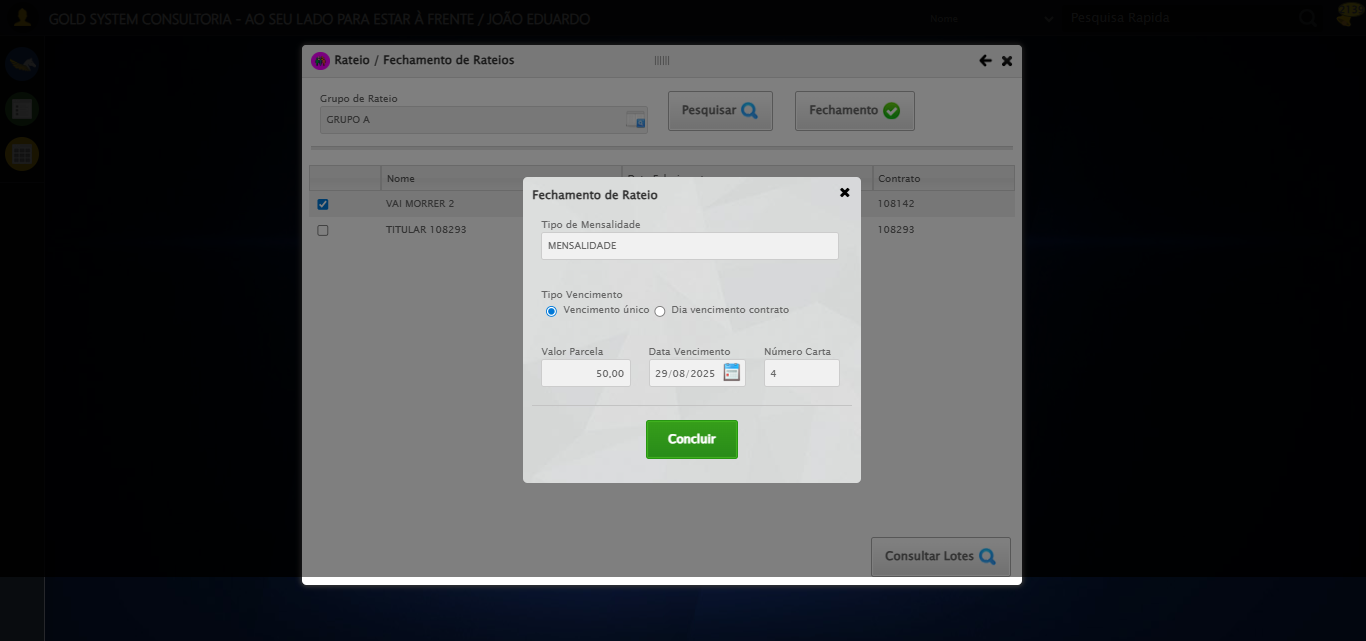 GOLD SYSTEM CONSULTORIA - AO SEU LADO PARA ESTAR À FRENTE / JOÃO EDUARDO
Nome
Pesquisa Rapida
Rateio / Fechamento de Rateios
Grupo de Rateio
GRUPO A
Pesquisar
Fechamento
Nome
Contrato
VAI MORRER 2
108142
TITULAR 108293
108293
Fechamento de Rateio
Tipo de Mensalidade
MENSALIDADE
Tipo Vencimento
Vencimento único
Dia vencimento contrato
Valor Parcela
Data Vencimento
Número Carta
50,00
29/08/2025
4
Concluir
Consultar Lotes